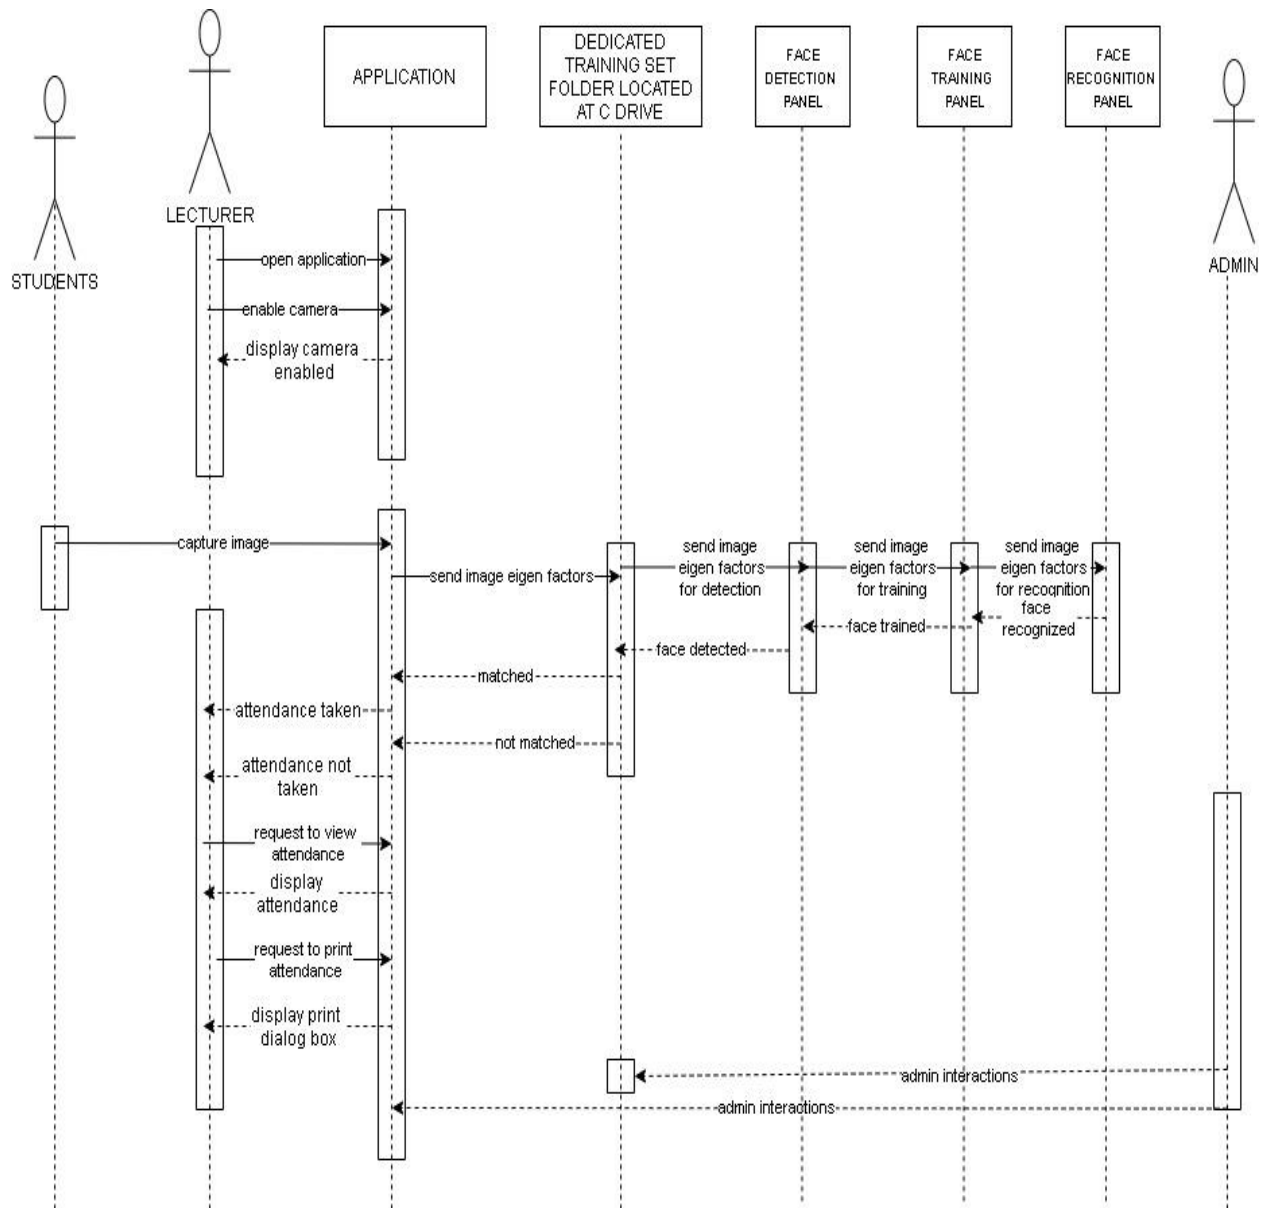 DEDICATED
TRAINING SET
FOLDER LOCATED
AT C DRIVE
APPLICATION
FACE
DETECTION
PANEL
FACE
TRAINING
PANEL
FACE
RECOGNITION
PANEL
LECTURER
STUDENTS
ADMIN
open application
enable camera
display camera
enabled
capture image
send image eigen factors
send image
eigen factors
for detection
send image
eigen factors
for training
send image
eigen factors
for recognition
face
recognized
face trained
face detected
matched
attendance taken
not matched
attendance not
taken
request to view
attendance
display
attendance
request to print
attendance
display print
dialog box
admin interactions
admin interactions